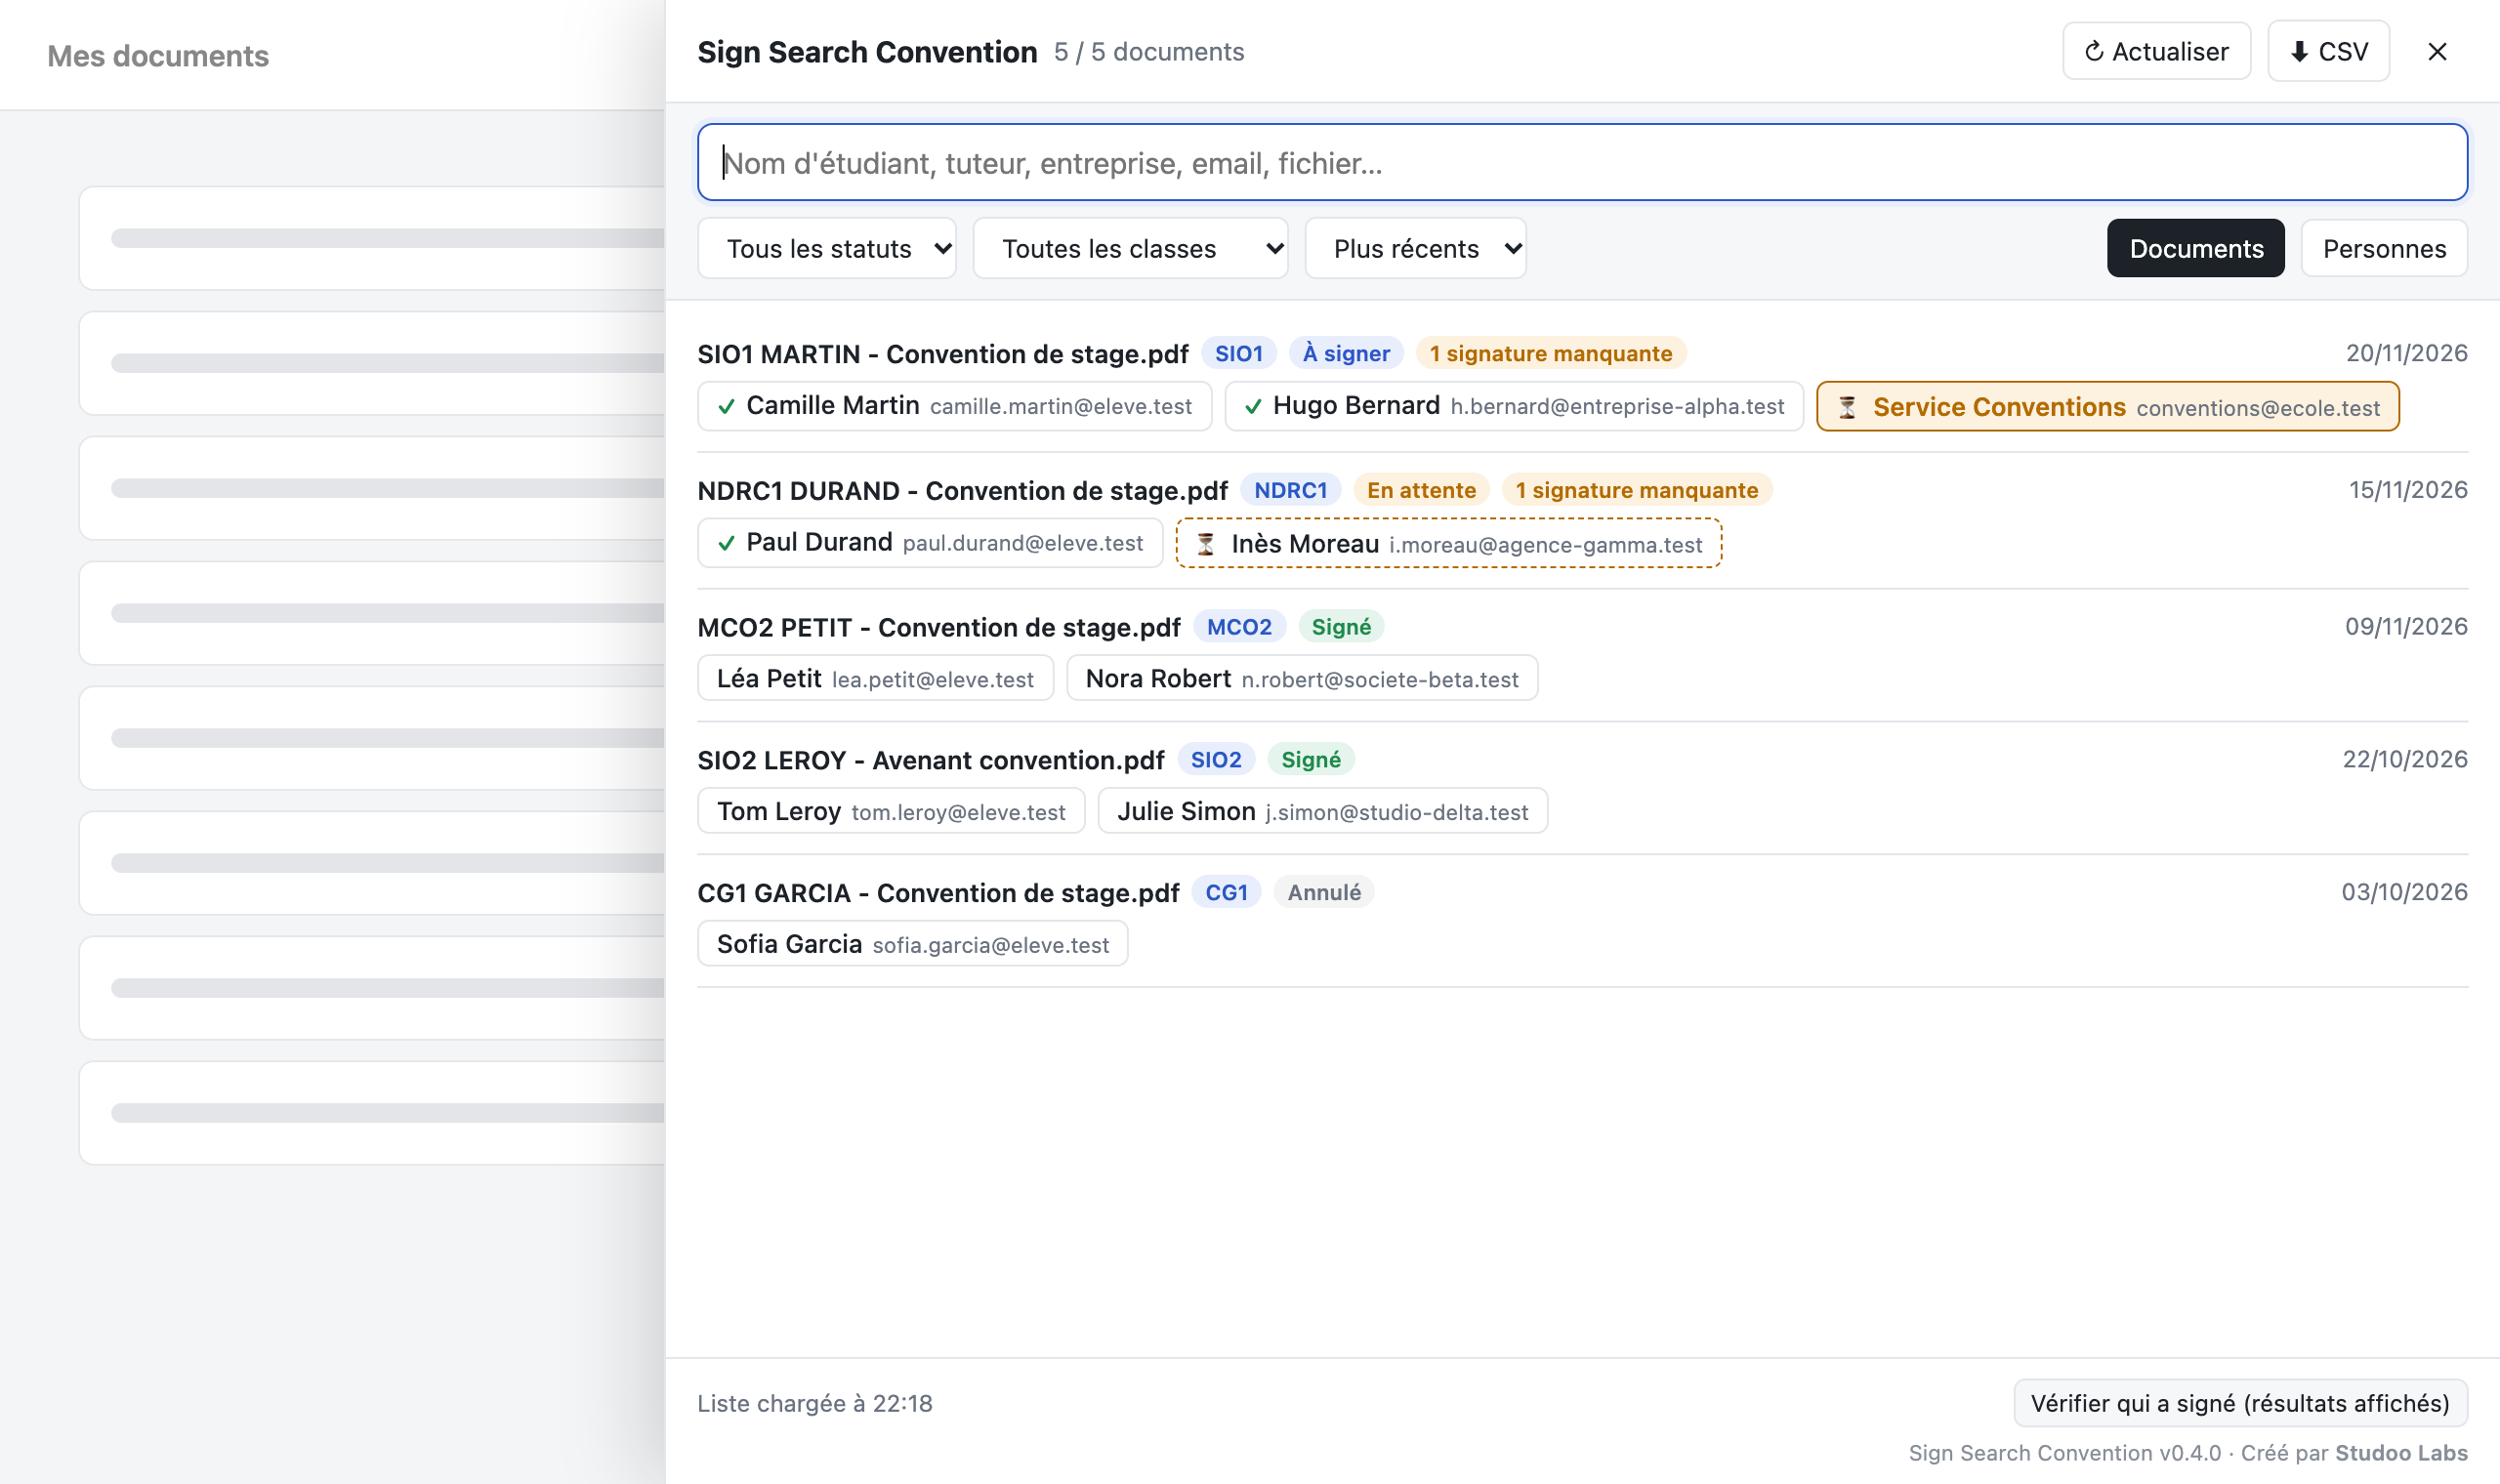 Mes documents
Sign Search Convention 5 / 5 documents
↻ Actualiser
⬇ CSV
✕
Nom d'étudiant, tuteur, entreprise, email, fichier...
Tous les statuts
Toutes les classes
Plus récents
Documents
Personnes
SIO1 MARTIN - Convention de stage.pdf SIO1 À signer 1 signature manquante 20/11/2026
✓ Camille Martin camille.martin@eleve.test ✓ Hugo Bernard h.bernard@entreprise-alpha.test ⏳ Service Conventions conventions@ecole.test
NDRC1 DURAND - Convention de stage.pdf NDRC1 En attente 1 signature manquante 15/11/2026
✓ Paul Durand paul.durand@eleve.test ⏳ Inès Moreau i.moreau@agence-gamma.test
MCO2 PETIT - Convention de stage.pdf MCO2 Signé 09/11/2026
Léa Petit lea.petit@eleve.test Nora Robert n.robert@societe-beta.test
SIO2 LEROY - Avenant convention.pdf SIO2 Signé 22/10/2026
Tom Leroy tom.leroy@eleve.test Julie Simon j.simon@studio-delta.test
CG1 GARCIA - Convention de stage.pdf CG1 Annulé 03/10/2026
Sofia Garcia sofia.garcia@eleve.test
Liste chargée à 22:18
Vérifier qui a signé (résultats affichés)
Sign Search Convention v0.4.0 · Créé par Studoo Labs